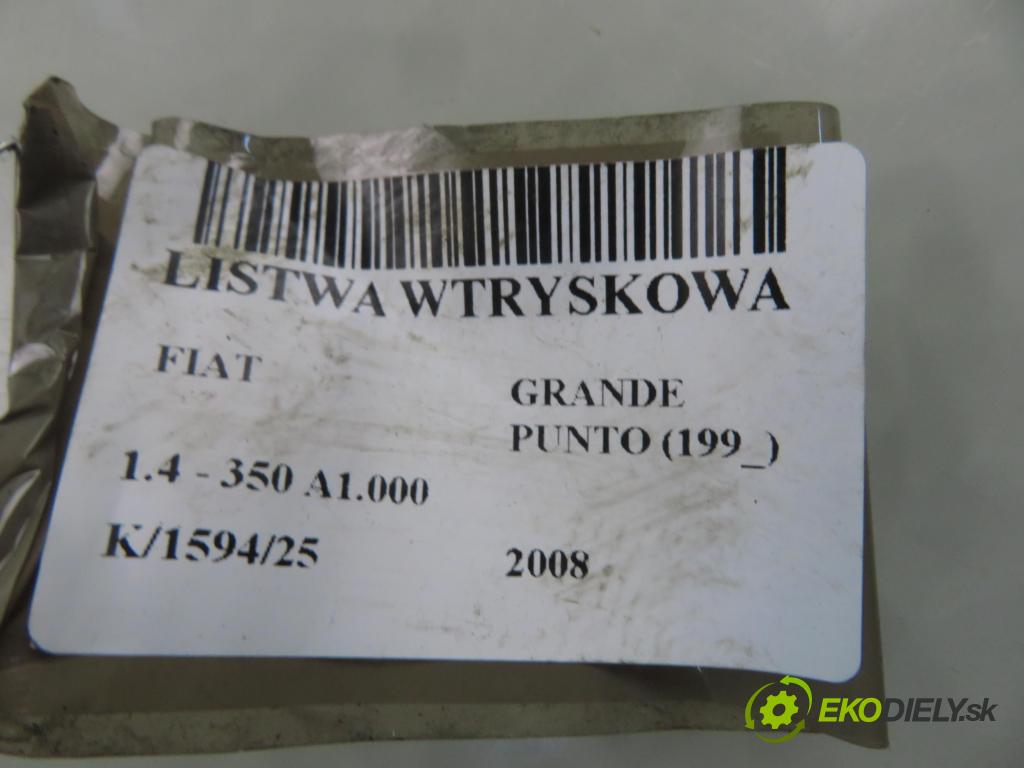 LISTWA WTRYSKOWA
FIAT
GRANDE
PUNTO (199_)
1.4 - 350 A1.000
K/1594/25
2008
EKODIELY.sk